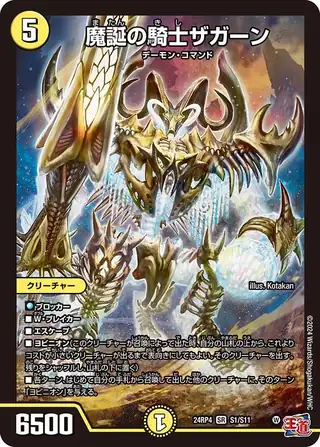 5
魔誕の騎士ザガーン
デーモン・コマンド
illus. Kotakan
クリーチャー
ブロッカー
W・ブレイカー
エスケープ
ヨビニオン(このクリーチャーが召喚によって出た時、自分の山札の上から、これより
コストが小さいクリーチャーが出るまで表向きにしてもよい。そのクリーチャーを出す。
残りをシャッフルし、山札の下に置く)
各ターン、はじめて自分の手札から召喚して出た他のクリーチャーに、そのターン
「ヨビニオン」を与える。
©2024 Wizards/Shogakukan/WHC
6500
1
24RP4 SR S1/S11
W
王道